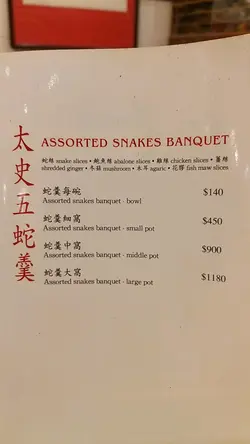 太史五蛇羹
ASSORTED SNAKES BANQUET
蛇絲 snake slices • 鮑魚絲 abalone slices • 雞絲 chicken slices • 薑絲
shredded ginger • 冬菇 mushroos • 木耳 agaric • 花膠 fish maw slices
蛇羹每碗 $140
Assorted snakes banquet - bowl
蛇羹細窩 $450
Assorted snakes banquet - small pot
蛇羹中窩 $900
Assorted snakes banquet - middle pot
蛇羹大窩 $1180
Assorted snakes banquet - large pot